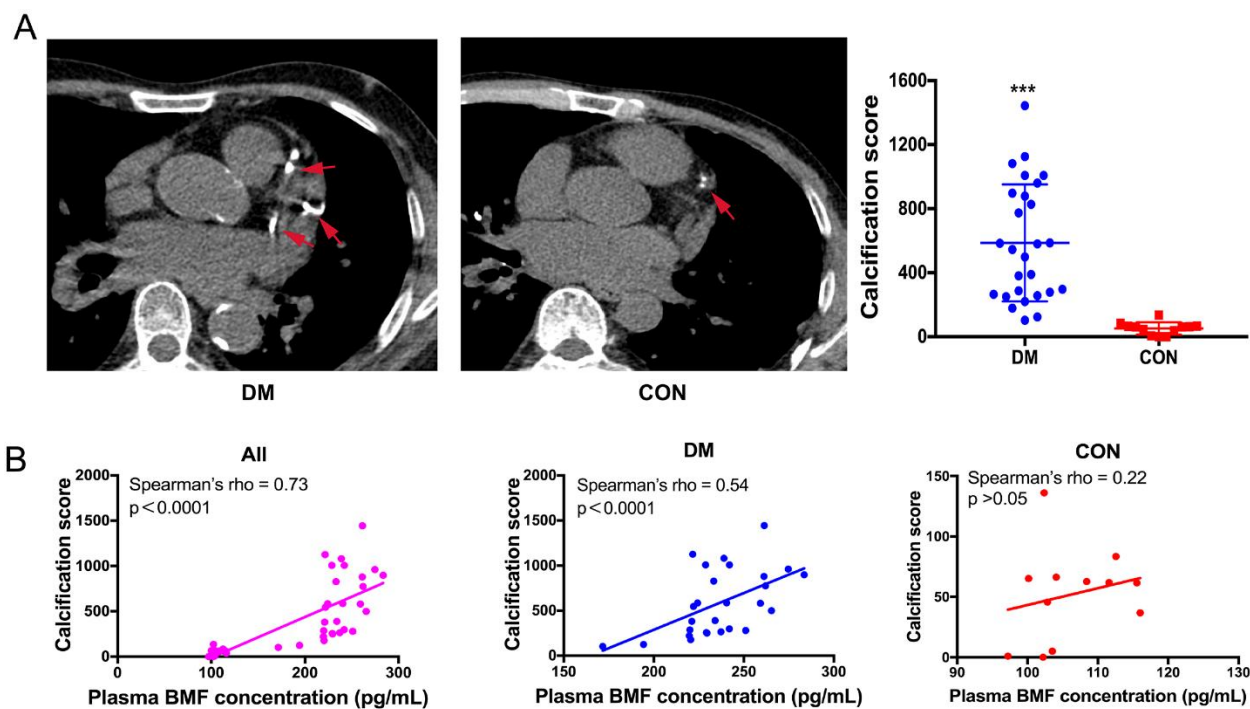 A
DM
CON
Calcification score
1600
1200
800
400
0
***
DM
CON
B
All
Calcification score
2000
1500
1000
500
0
Spearman's rho = 0.73
p<0.0001
0
100
200
300
Plasma BMF concentration (pg/mL)
DM
Calcification score
2000
1500
1000
500
0
Spearman's rho = 0.54
p<0.0001
150
200
250
300
Plasma BMF concentration (pg/mL)
CON
Calcification score
150
100
50
0
Spearman's rho = 0.22
p >0.05
90
100
110
120
130
Plasma BMF concentration (pg/mL)